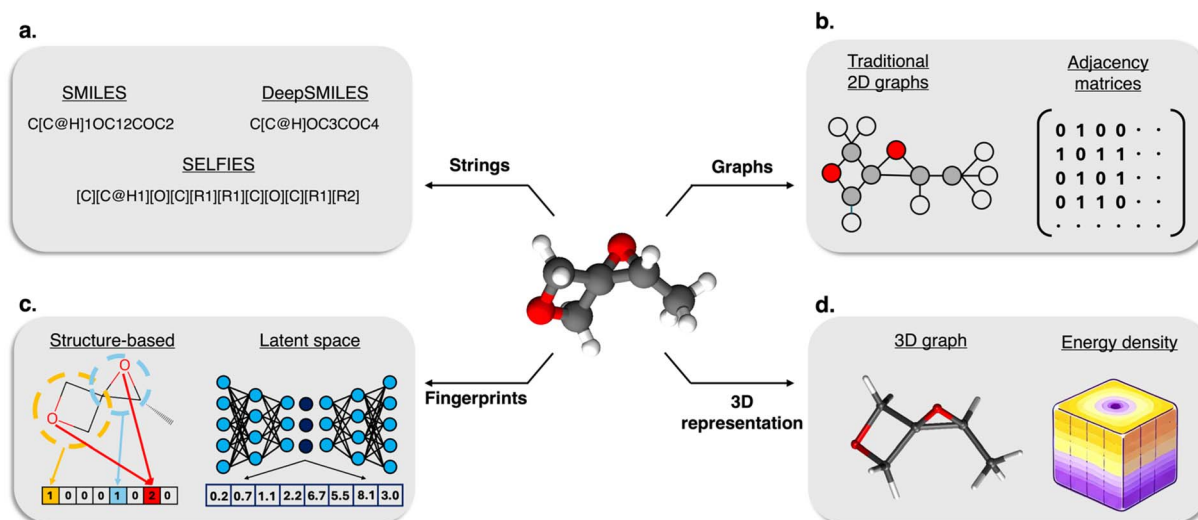 a.
SMILES
DeepSMILES
C[C@H]1OC12COC2
C[C@H]OC3COC4
SELFIES
[C][C@H1][O][C][R1][R1][C][O][C][R1][R2]
b.
Traditional
2D graphs
Adjacency
matrices
0 1 0 0 · ·
1 0 1 1 · ·
0 1 0 1 · ·
0 1 1 0 · ·
. . . . . .
Strings
Graphs
c.
Structure-based
Latent space
O
O
1 0 0 0 1 0 2 0
0.2 0.7 1.1 2.2 6.7 5.5 8.1 3.0
Fingerprints
3D
representation
d.
3D graph
Energy density